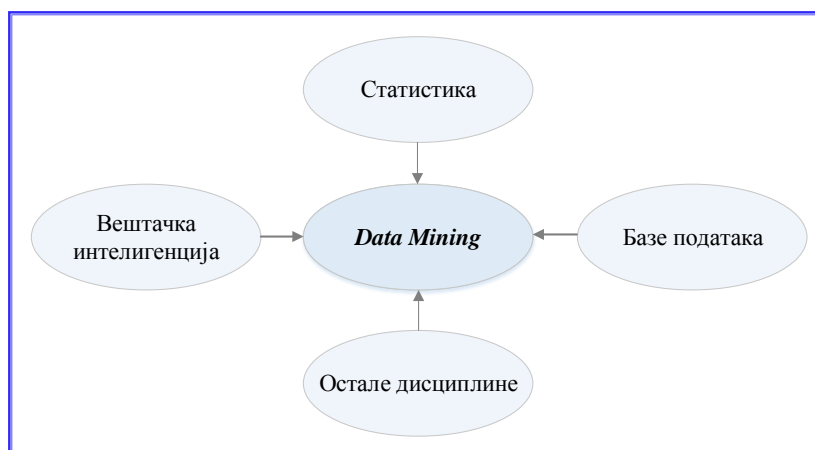 Статистика
Вештачка
интелигенција
Data Mining
Базе података
Остале дисциплине